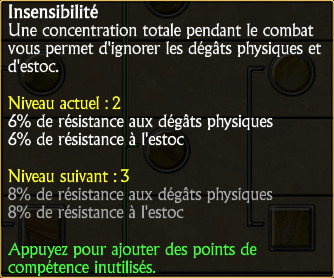 Insensibilité
Une concentration totale pendant le combat
vous permet d'ignorer les dégâts physiques et
d'estoc.
Niveau actuel : 2
6% de résistance aux dégâts physiques
6% de résistance à l'estoc
Niveau suivant : 3
8% de résistance aux dégâts physiques
8% de résistance à l'estoc
Appuyez pour ajouter des points de
compétence inutilisés.